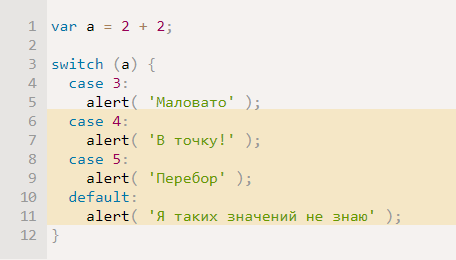 1 var a = 2 + 2;
2
3 switch (a) {
4   case 3:
5     alert( 'Маловато' );
6   case 4:
7     alert( 'В точку!' );
8   case 5:
9     alert( 'Перебор' );
10   default:
11     alert( 'Я таких значений не знаю' );
12 }